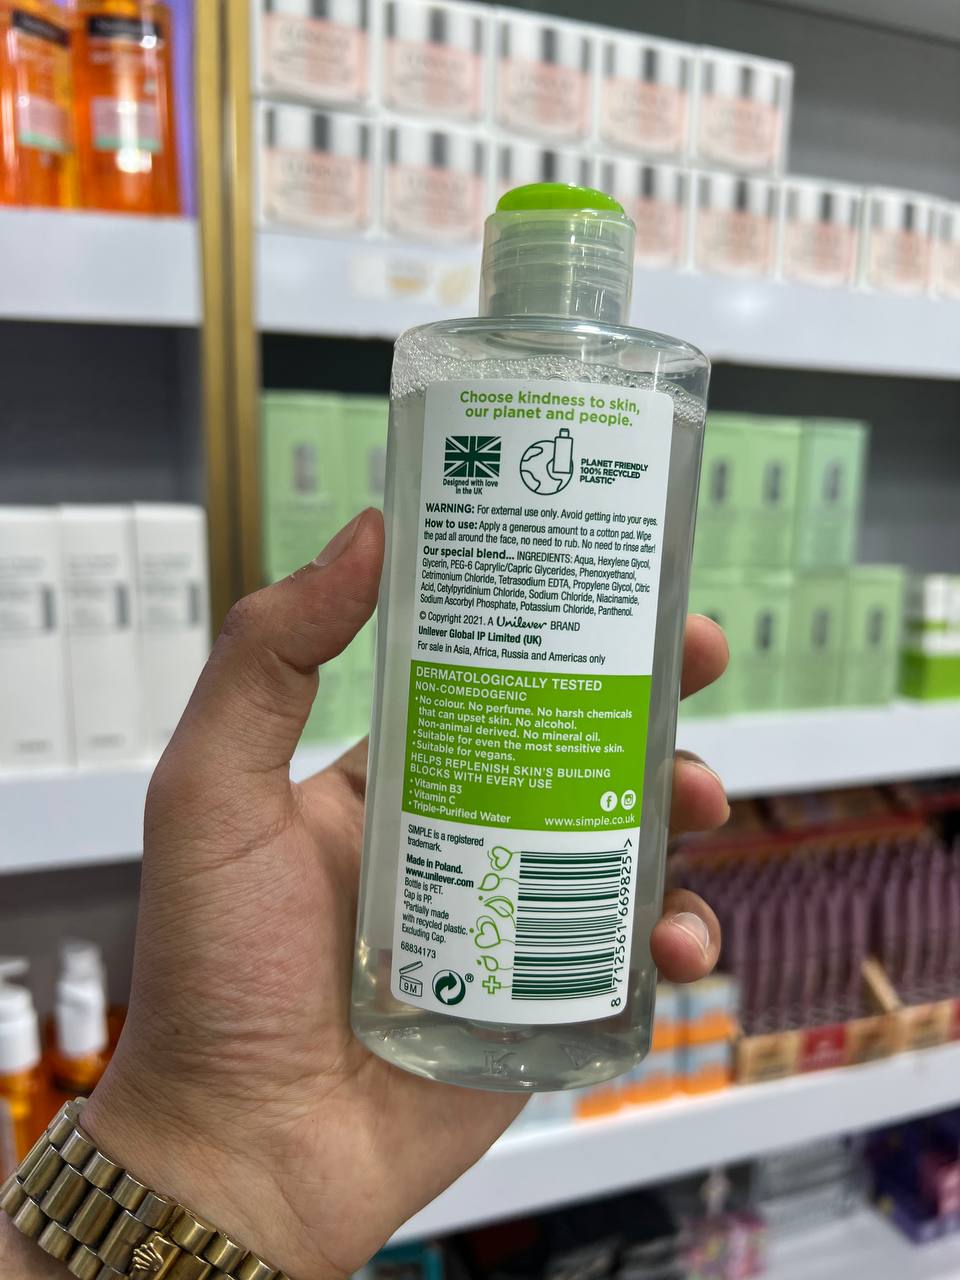 Choose kindness to skin,
our planet and people.
Designed with love
in the UK
PLANET FRIENDLY
100% RECYCLED
PLASTIC*
WARNING: For external use only. Avoid getting into your eyes.
How to use: Apply a generous amount to a cotton pad. Wipe
the pad all around the face, no need to rub. No need to rinse after!
Our special blend... INGREDIENTS: Aqua, Hexylene Glycol,
Glycerin, PEG-6 Caprylic/Capric Glycerides, Phenoxyethanol,
Cetrimonium Chloride, Tetrasodium EDTA, Propylene Glycol, Citric
Acid, Cetylpyridinium Chloride, Sodium Chloride, Niacinamide,
Sodium Ascorbyl Phosphate, Potassium Chloride, Panthenol.
© Copyright 2021. A Unilever BRAND
Unilever Global IP Limited (UK)
For sale in Asia, Africa, Russia and Americas only
DERMATOLOGICALLY TESTED
NON-COMEDOGENIC
• No colour. No perfume. No harsh chemicals
that can upset skin. No alcohol.
Non-animal derived. No mineral oil.
• Suitable for even the most sensitive skin.
• Suitable for vegans.
HELPS REPLENISH SKIN'S BUILDING
BLOCKS WITH EVERY USE
• Vitamin B3
• Vitamin C
• Triple-Purified Water
www.simple.co.uk
SIMPLE is a registered
trademark.
Made in Poland.
www.unilever.com
Bottle is PET.
Cap is PP.
*Partially made
with recycled plastic.
Excluding Cap.
68834173
9M
®
8 712561 669825 >